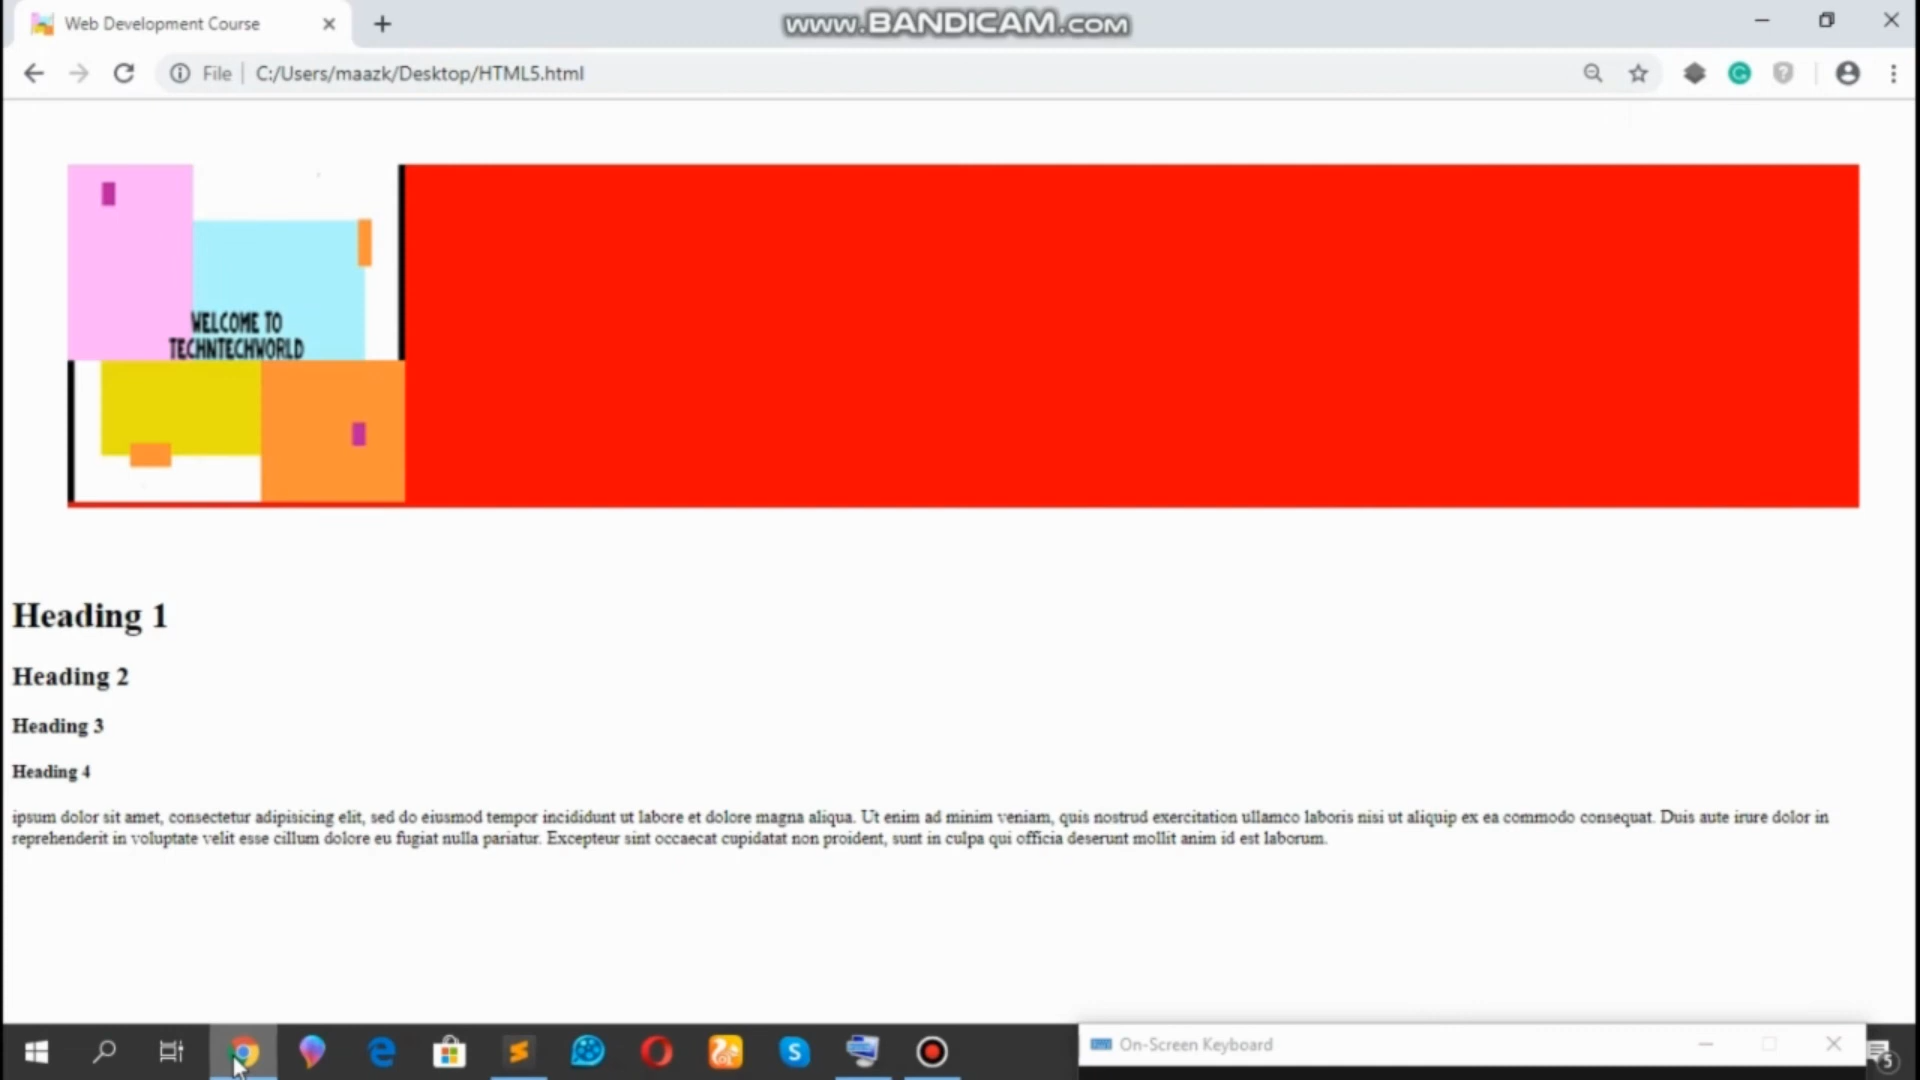 Web Development Course
www.BANDICAM.com
File
C:/Users/maazk/Desktop/HTML5.html
WELCOME TO
TECHNTECHWORLD
Heading 1
Heading 2
Heading 3
Heading 4
ipsum dolor sit amet, consectetur adipisicing elit, sed do eiusmod tempor incididunt ut labore et dolore magna aliqua. Ut enim ad minim veniam, quis nostrud exercitation ullamco laboris nisi ut aliquip ex ea commodo consequat. Duis aute irure dolor in
reprehenderit in voluptate velit esse cillum dolore eu fugiat nulla pariatur. Excepteur sint occaecat cupidatat non proident, sunt in culpa qui officia deserunt mollit anim id est laborum.
On-Screen Keyboard
5